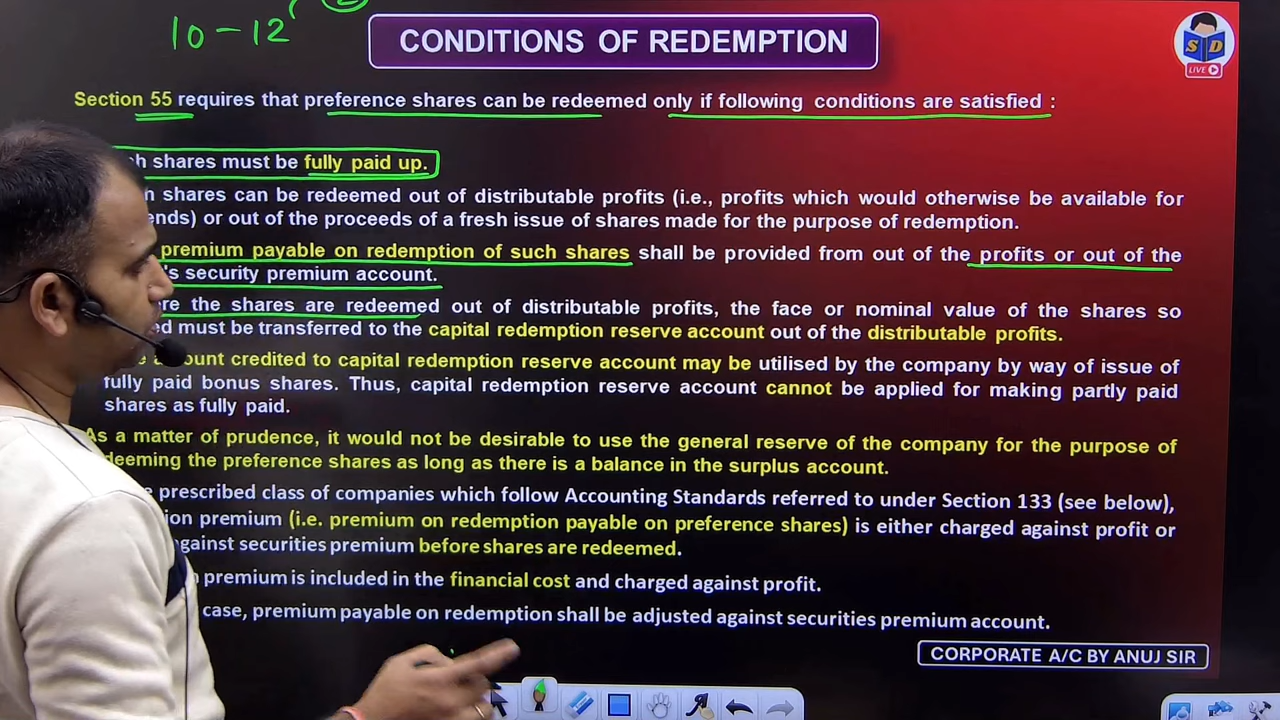 10 - 12
CONDITIONS OF REDEMPTION
S D
LIVE
Section 55 requires that preference shares can be redeemed only if following conditions are satisfied :
shares must be fully paid up.
shares can be redeemed out of distributable profits (i.e., profits which would otherwise be available for
or out of the proceeds of a fresh issue of shares made for the purpose of redemption.
premium payable on redemption of such shares shall be provided from out of the profits or out of the
security premium account.
the shares are redeemed out of distributable profits, the face or nominal value of the shares so
must be transferred to the capital redemption reserve account out of the distributable profits.
account credited to capital redemption reserve account may be utilised by the company by way of issue of
fully paid bonus shares. Thus, capital redemption reserve account cannot be applied for making partly paid
shares as fully paid.
As a matter of prudence, it would not be desirable to use the general reserve of the company for the purpose of
deeming the preference shares as long as there is a balance in the surplus account.
prescribed class of companies which follow Accounting Standards referred to under Section 133 (see below),
premium (i.e. premium on redemption payable on preference shares) is either charged against profit or
against securities premium before shares are redeemed.
premium is included in the financial cost and charged against profit.
case, premium payable on redemption shall be adjusted against securities premium account.
CORPORATE A/C BY ANUJ SIR